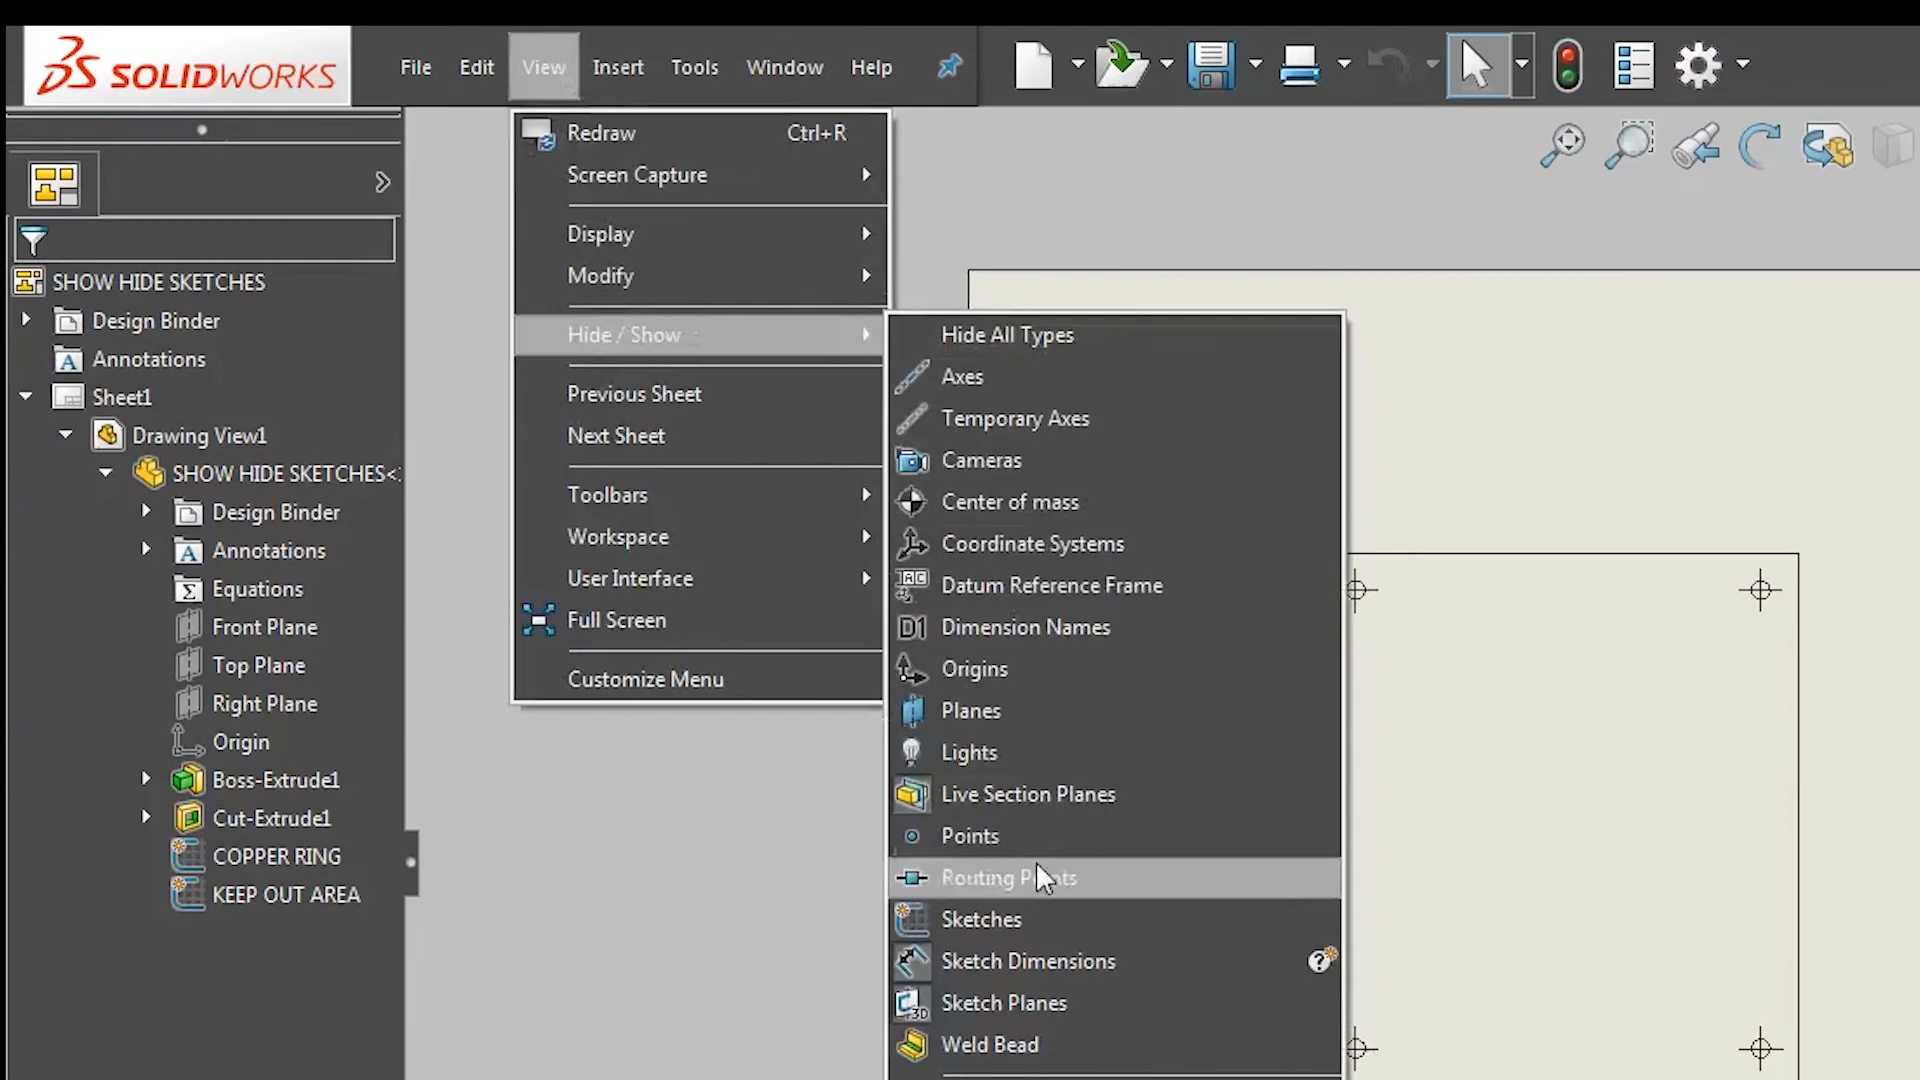 SOLIDWORKS
File Edit View Insert Tools Window Help
Redraw Ctrl+R
Screen Capture
Display
Modify
Hide / Show
Previous Sheet
Next Sheet
Toolbars
Workspace
User Interface
Full Screen
Customize Menu
Hide All Types
Axes
Temporary Axes
Cameras
Center of mass
Coordinate Systems
Datum Reference Frame
Dimension Names
Origins
Planes
Lights
Live Section Planes
Points
Routing Points
Sketches
Sketch Dimensions
Sketch Planes
Weld Bead
SHOW HIDE SKETCHES
Design Binder
Annotations
Sheet1
Drawing View1
SHOW HIDE SKETCHES<
Design Binder
Annotations
Equations
Front Plane
Top Plane
Right Plane
Origin
Boss-Extrude1
Cut-Extrude1
COPPER RING
KEEP OUT AREA